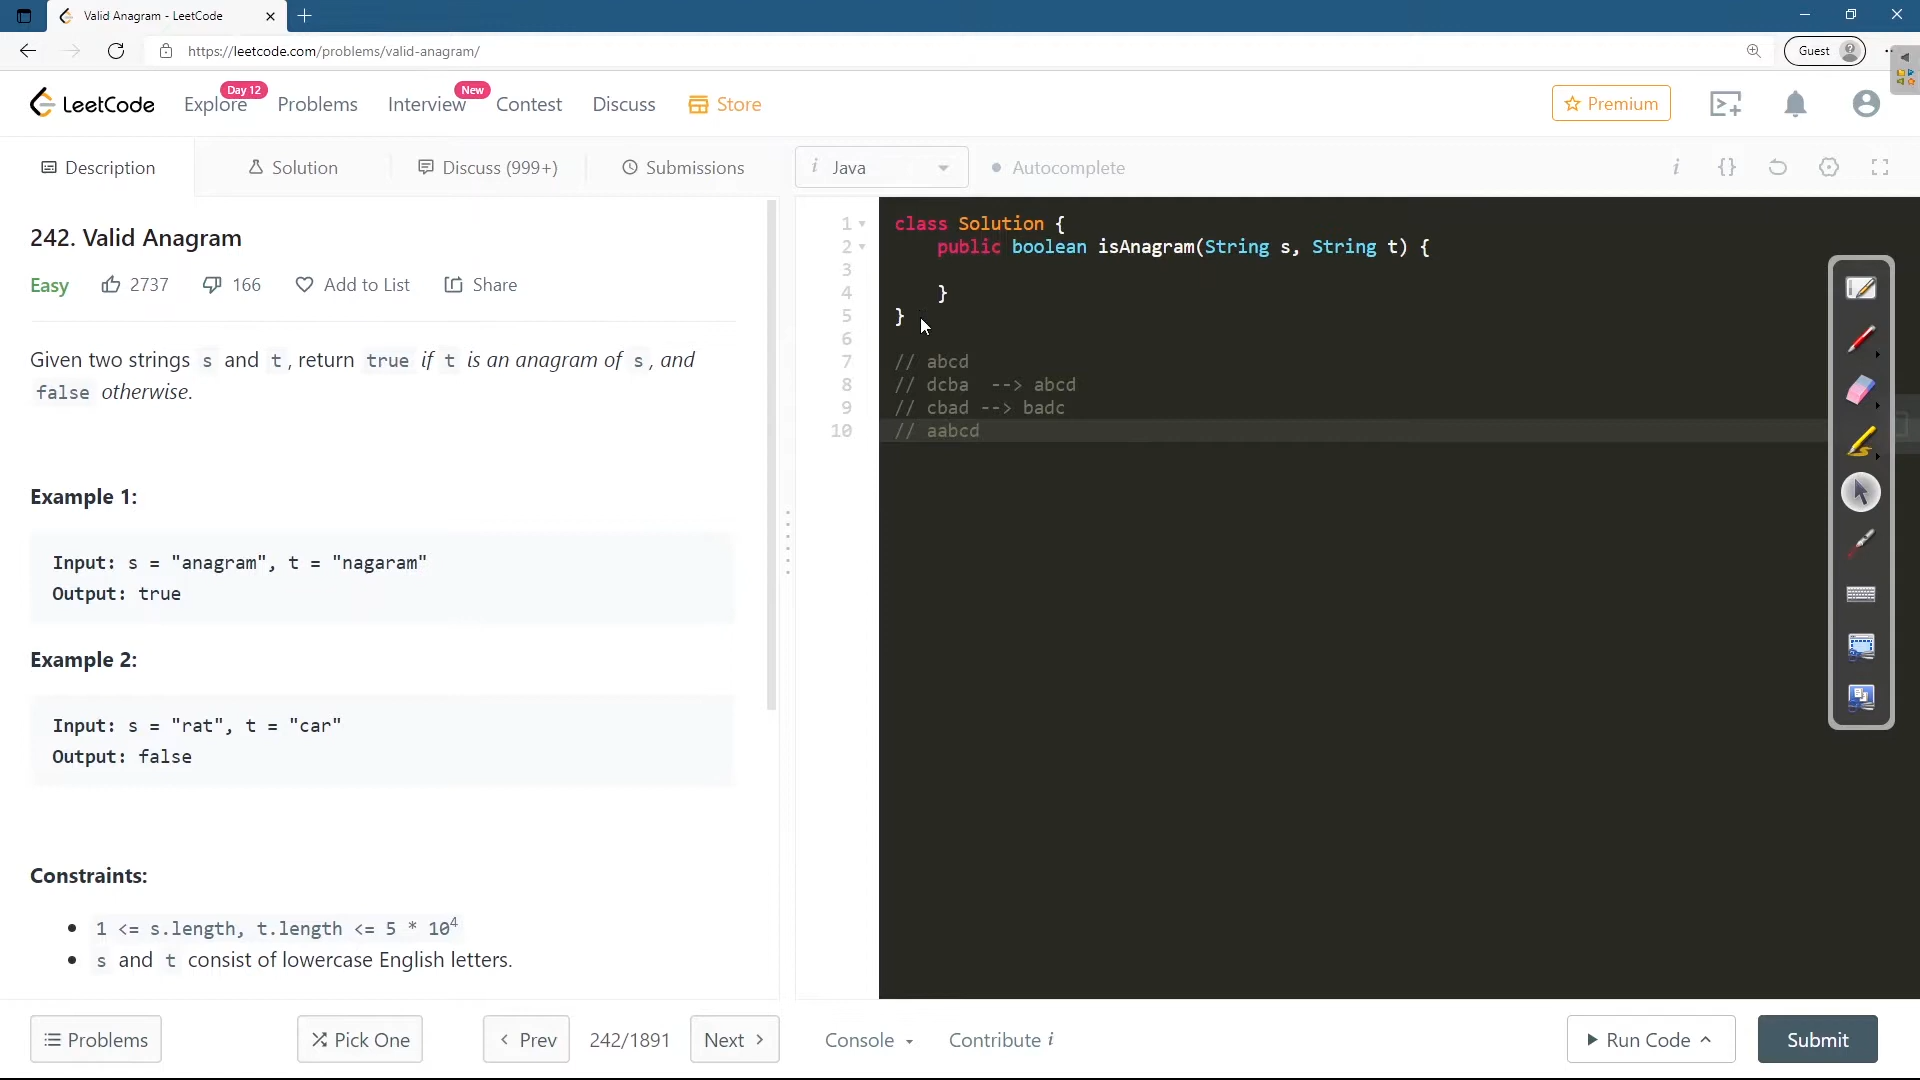 Valid Anagram - LeetCode
https://leetcode.com/problems/valid-anagram/
Guest
LeetCode
Explore
Day 12
Problems
Interview
New
Contest
Discuss
Store
Premium
Description
Solution
Discuss (999+)
Submissions
i Java
Autocomplete
i
{}
242. Valid Anagram
Easy
2737
166
Add to List
Share
Given two strings s and t, return true if t is an anagram of s, and
false otherwise.
Example 1:
Input: s = "anagram", t = "nagaram"
Output: true
Example 2:
Input: s = "rat", t = "car"
Output: false
Constraints:
1 <= s.length, t.length <= 5 * 10⁴
s and t consist of lowercase English letters.
1 class Solution {
2 public boolean isAnagram(String s, String t) {
3
4 }
5 }
6
7 // abcd
8 // dcba --> abcd
9 // cbad --> badc
10 // aabcd
Problems
Pick One
Prev
242/1891
Next
Console
Contribute i
Run Code
Submit